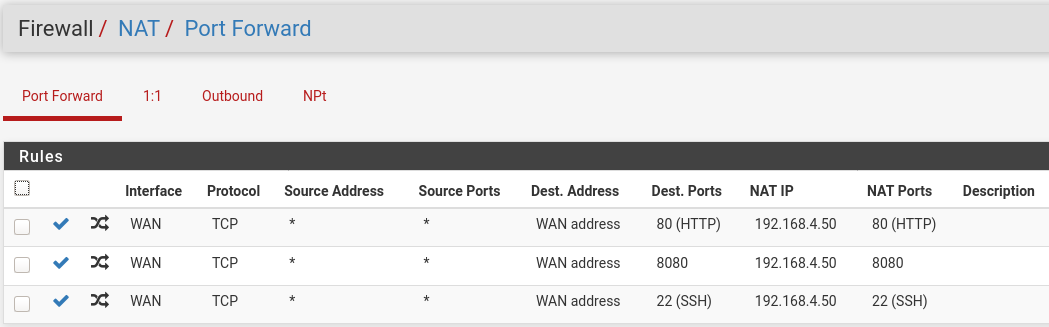 Firewall / NAT / Port Forward
Port Forward 1:1 Outbound NPt
Rules
Interface Protocol Source Address Source Ports Dest. Address Dest. Ports NAT IP NAT Ports Description
WAN TCP * * WAN address 80 (HTTP) 192.168.4.50 80 (HTTP)
WAN TCP * * WAN address 8080 192.168.4.50 8080
WAN TCP * * WAN address 22 (SSH) 192.168.4.50 22 (SSH)